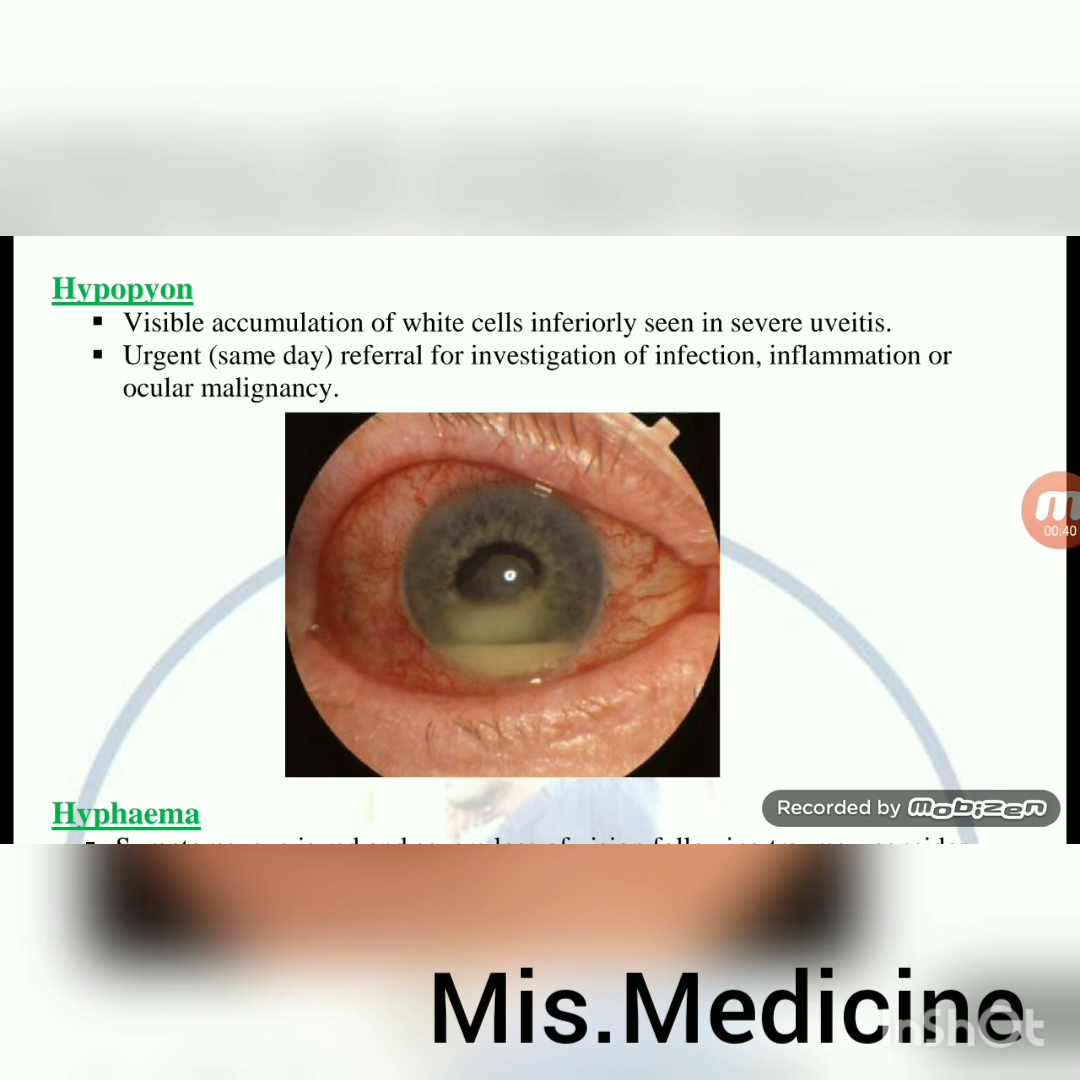 Hypopyon
▪ Visible accumulation of white cells inferiorly seen in severe uveitis.
▪ Urgent (same day) referral for investigation of infection, inflammation or
ocular malignancy.
00:40
Hyphaema
Recorded by mobizen
Mis.Medicine
InShOt